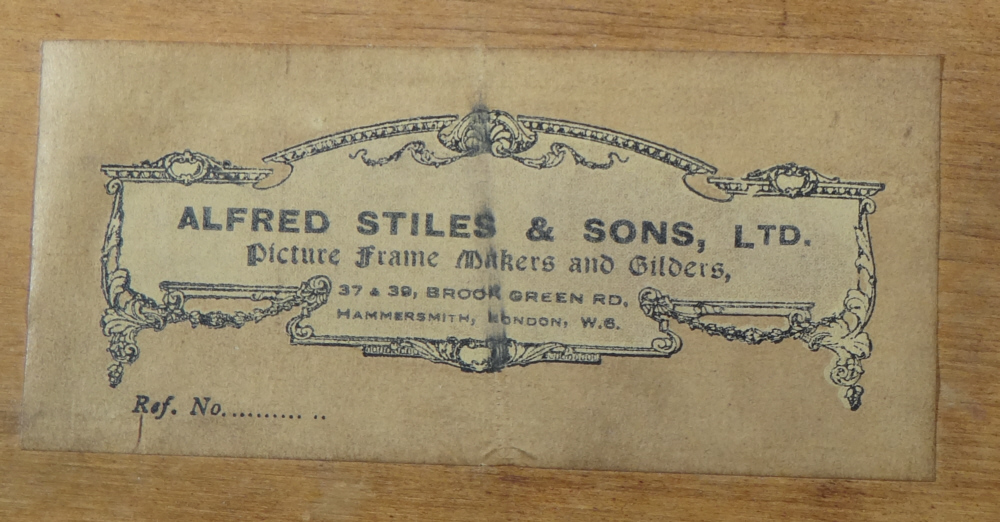 ALFRED STILES & SONS, LTD.
Picture Frame Makers and Gilders,
37 & 39, BROOK GREEN RD,
HAMMERSMITH, LONDON, W.6.
Ref. No............ ..